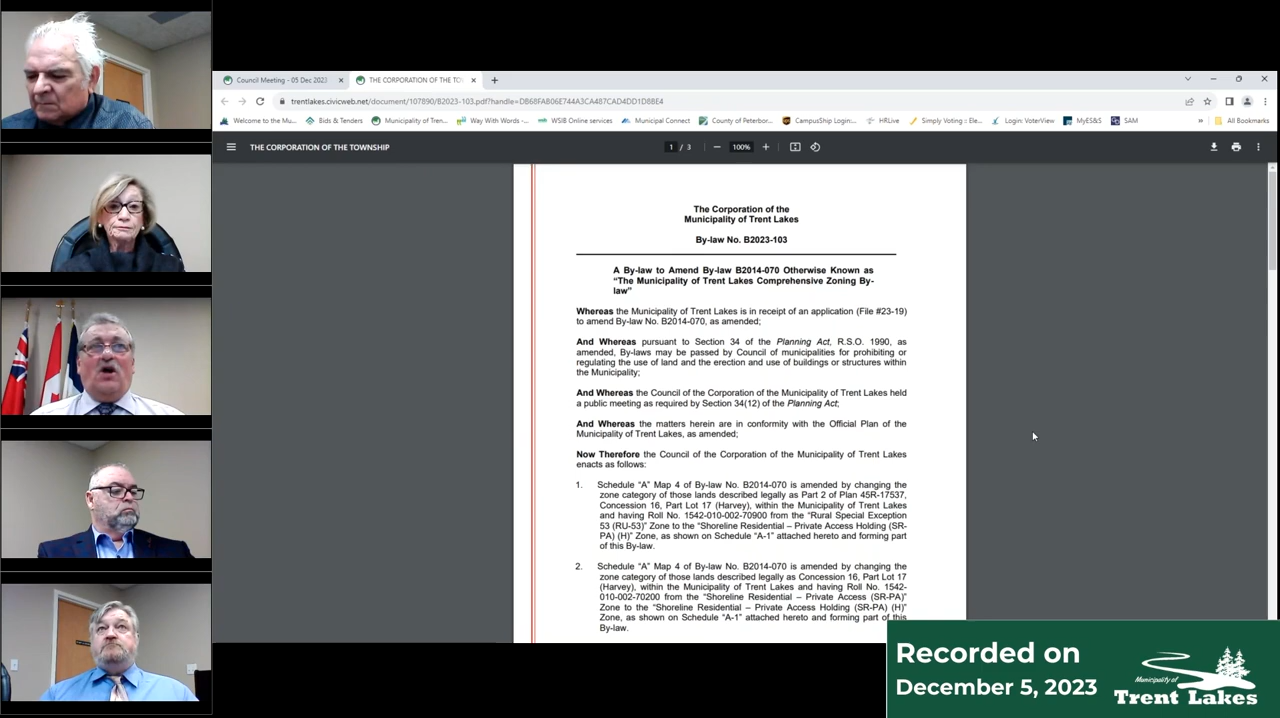 Council Meeting - 05 Dec 2023
THE CORPORATION OF THE TO
trentlakes.civicweb.net/document/107890/B2023-103.pdf?handle=DB68FAB06E744A3CA487CAD4DD1D8BE4
Welcome to the Mu... Bids & Tenders Municipality of Tren... Way With Words -... WSIB Online services Municipal Connect County of Peterbor... CampusShip Login:... HRLive Simply Voting :: Ele... Login: VoterView MyES&S SAM » All Bookmarks
THE CORPORATION OF THE TOWNSHIP 1 / 3 100%
The Corporation of the
Municipality of Trent Lakes
By-law No. B2023-103
A By-law to Amend By-law B2014-070 Otherwise Known as
“The Municipality of Trent Lakes Comprehensive Zoning By-
law”
Whereas the Municipality of Trent Lakes is in receipt of an application (File #23-19)
to amend By-law No. B2014-070, as amended;
And Whereas pursuant to Section 34 of the Planning Act, R.S.O. 1990, as
amended, By-laws may be passed by Council of municipalities for prohibiting or
regulating the use of land and the erection and use of buildings or structures within
the Municipality;
And Whereas the Council of the Corporation of the Municipality of Trent Lakes held
a public meeting as required by Section 34(12) of the Planning Act;
And Whereas the matters herein are in conformity with the Official Plan of the
Municipality of Trent Lakes, as amended;
Now Therefore the Council of the Corporation of the Municipality of Trent Lakes
enacts as follows:
1. Schedule “A” Map 4 of By-law No. B2014-070 is amended by changing the
zone category of those lands described legally as Part 2 of Plan 45R-17537,
Concession 16, Part Lot 17 (Harvey), within the Municipality of Trent Lakes
and having Roll No. 1542-010-002-70900 from the “Rural Special Exception
53 (RU-53)” Zone to the “Shoreline Residential – Private Access Holding (SR-
PA) (H)” Zone, as shown on Schedule “A-1” attached hereto and forming part
of this By-law.
2. Schedule “A” Map 4 of By-law No. B2014-070 is amended by changing the
zone category of those lands described legally as Concession 16, Part Lot 17
(Harvey), within the Municipality of Trent Lakes and having Roll No. 1542-
010-002-70200 from the “Shoreline Residential – Private Access (SR-PA)”
Zone to the “Shoreline Residential – Private Access Holding (SR-PA) (H)”
Zone, as shown on Schedule “A-1” attached hereto and forming part of this
By-law.
Recorded on
December 5, 2023
Municipality of
Trent Lakes